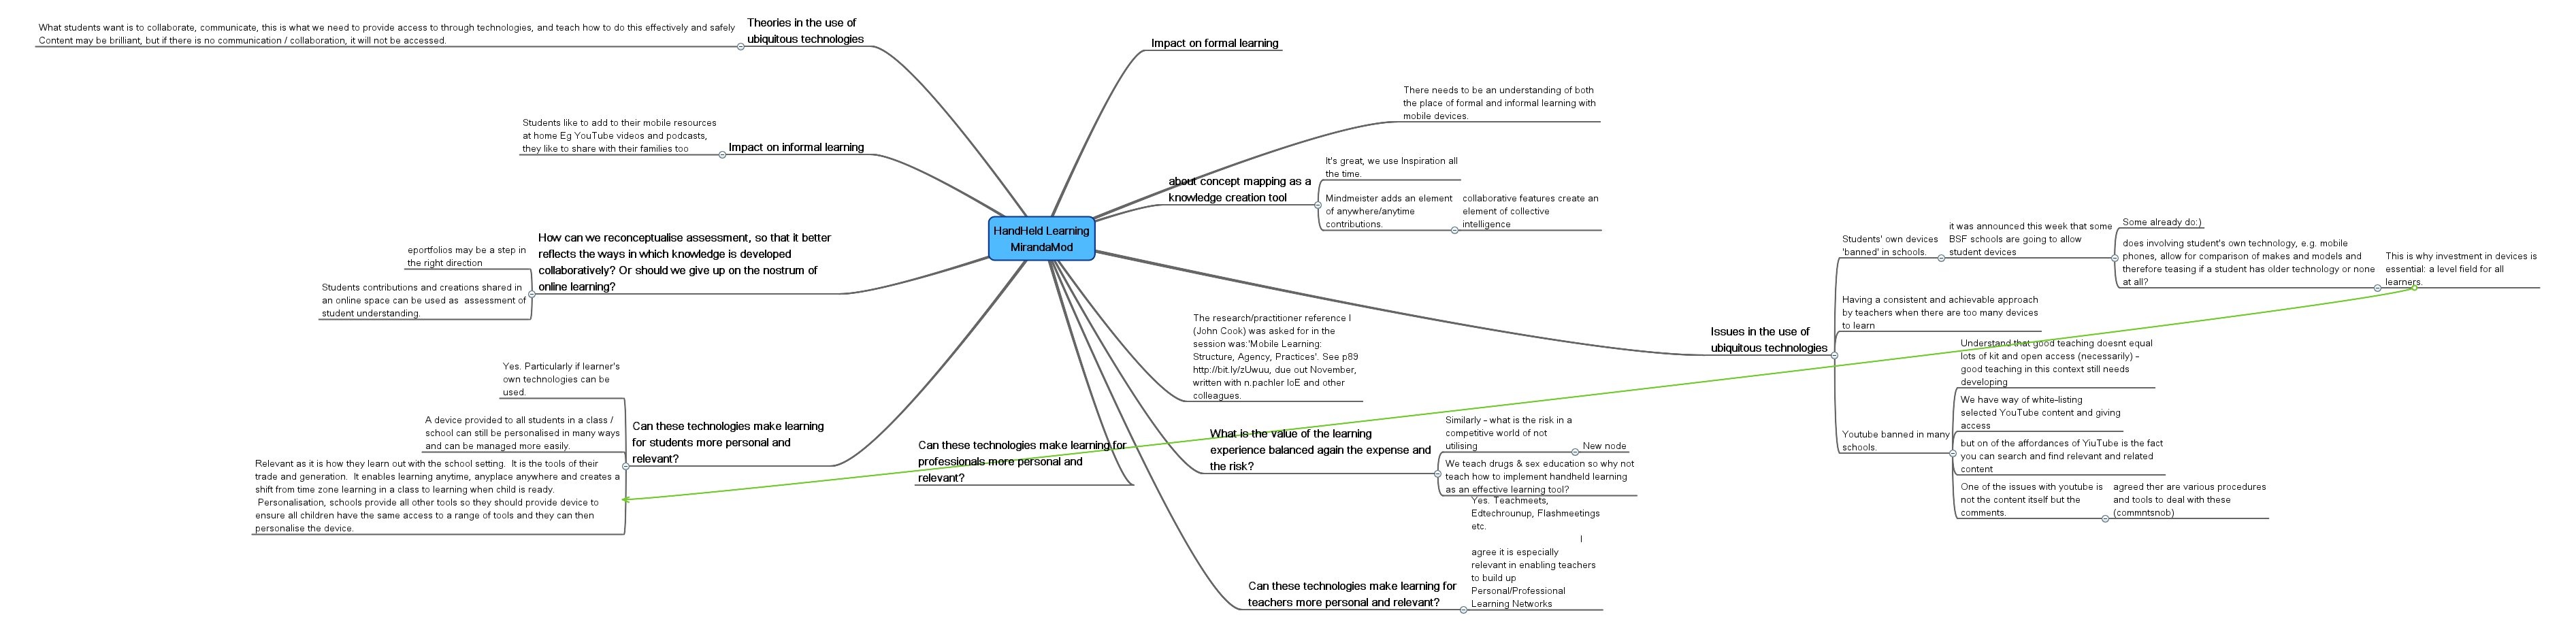 HandHeld Learning
MirandaMod
Theories in the use of
ubiquitous technologies
What students want is to collaborate, communicate, this is what we need to provide access to through technologies, and teach how to do this effectively and safely
Content may be brilliant, but if there is no communication / collaboration, it will not be accessed.
Impact on informal learning
Students like to add to their mobile resources
at home Eg YouTube videos and podcasts,
they like to share with their families too
How can we reconceptualise assessment, so that it better
reflects the ways in which knowledge is developed
collaboratively? Or should we give up on the nostrum of
online learning?
eportfolios may be a step in
the right direction
Students contributions and creations shared in
an online space can be used as  assessment of
student understanding.
Can these technologies make learning
for students more personal and
relevant?
Yes. Particularly if learner's
own technologies can be
used.
A device provided to all students in a class /
school can still be personalised in many ways
and can be managed more easily.
Relevant as it is how they learn out with the school setting.  It is the tools of their
trade and generation.  It enables learning anytime, anyplace anywhere and creates a
shift from time zone learning in a class to learning when child is ready.
Personalisation, schools provide all other tools so they should provide device to
ensure all children have the same access to a range of tools and they can then
personalise the device.
Can these technologies make learning for
professionals more personal and
relevant?
Impact on formal learning
There needs to be an understanding of both
the place of formal and informal learning with
mobile devices.
about concept mapping as a
knowledge creation tool
It's great, we use Inspiration all
the time.
Mindmeister adds an element
of anywhere/anytime
contributions.
collaborative features create an
element of collective
intelligence
Issues in the use of
ubiquitous technologies
Students' own devices
'banned' in schools.
it was announced this week that some
BSF schools are going to allow
student devices
Some already do:)
does involving student's own technology, e.g. mobile
phones, allow for comparison of makes and models and
therefore teasing if a student has older technology or none
at all?
This is why investment in devices is
essential: a level field for all
learners.
Having a consistent and achievable approach
by teachers when there are too many devices
to learn
Youtube banned in many
schools.
Understand that good teaching doesnt equal
lots of kit and open access (necessarily) -
good teaching in this context still needs
developing
We have way of white-listing
selected YouTube content and giving
access
but on of the affordances of YiuTube is the fact
you can search and find relevant and related
content
One of the issues with youtube is
not the content itself but the
comments.
agreed ther are various procedures
and tools to deal with these
(commntsnob)
The research/practitioner reference I
(John Cook) was asked for in the
session was:'Mobile Learning:
Structure, Agency, Practices'. See p89
http://bit.ly/zUwuu, due out November,
written with n.pachler IoE and other
colleagues.
What is the value of the learning
experience balanced again the expense and
the risk?
Similarly - what is the risk in a
competitive world of not
utilising
New node
We teach drugs & sex education so why not
teach how to implement handheld learning
as an effective learning tool?
Can these technologies make learning for
teachers more personal and relevant?
Yes. Teachmeets,
Edtechrounup, Flashmeetings
etc.
I
agree it is especially
relevant in enabling teachers
to build up
Personal/Professional
Learning Networks